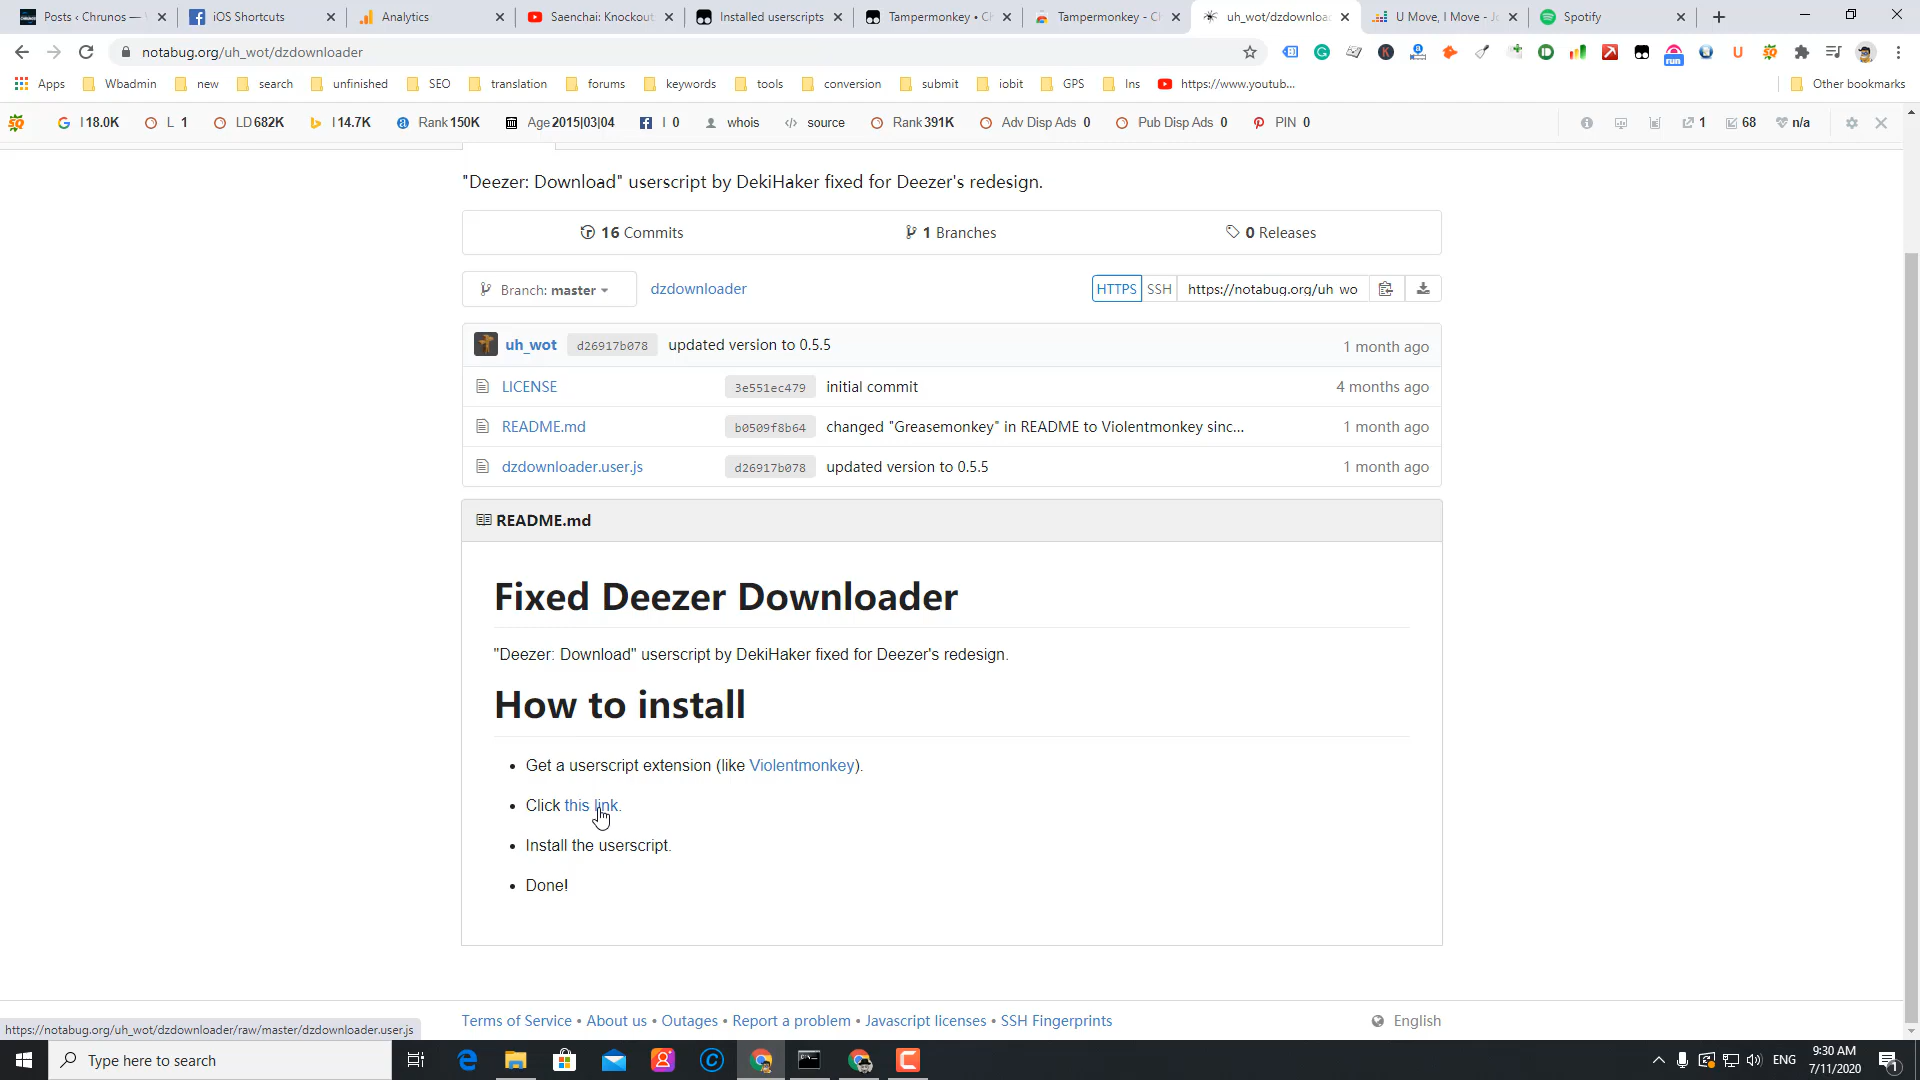 Posts ‹ Chrunos —
iOS Shortcuts
Analytics
Saenchai: Knockout
Installed userscripts
Tampermonkey • Ch
Tampermonkey - Ch
uh_wot/dzdownload
U Move, I Move - Jo
Spotify
notabug.org/uh_wot/dzdownloader
Apps
Wbadmin
new
search
unfinished
SEO
translation
forums
keywords
tools
conversion
submit
iobit
GPS
Ins
https://www.youtub...
Other bookmarks
I 18.0K
L 1
LD 682K
I 14.7K
Rank 150K
Age 2015|03|04
I 0
whois
source
Rank 391K
Adv Disp Ads 0
Pub Disp Ads 0
PIN 0
1
68
n/a
"Deezer: Download" userscript by DekiHaker fixed for Deezer's redesign.
16 Commits
1 Branches
0 Releases
Branch: master
dzdownloader
HTTPS
SSH
https://notabug.org/uh_wo
uh_wot d26917b078 updated version to 0.5.5 1 month ago
LICENSE 3e551ec479 initial commit 4 months ago
README.md b0509f8b64 changed "Greasemonkey" in README to Violentmonkey sinc... 1 month ago
dzdownloader.user.js d26917b078 updated version to 0.5.5 1 month ago
README.md
Fixed Deezer Downloader
"Deezer: Download" userscript by DekiHaker fixed for Deezer's redesign.
How to install
• Get a userscript extension (like Violentmonkey).
• Click this link.
• Install the userscript.
• Done!
Terms of Service • About us • Outages • Report a problem • Javascript licenses • SSH Fingerprints
English
https://notabug.org/uh_wot/dzdownloader/raw/master/dzdownloader.user.js
Type here to search
ENG
9:30 AM
7/11/2020
1
run